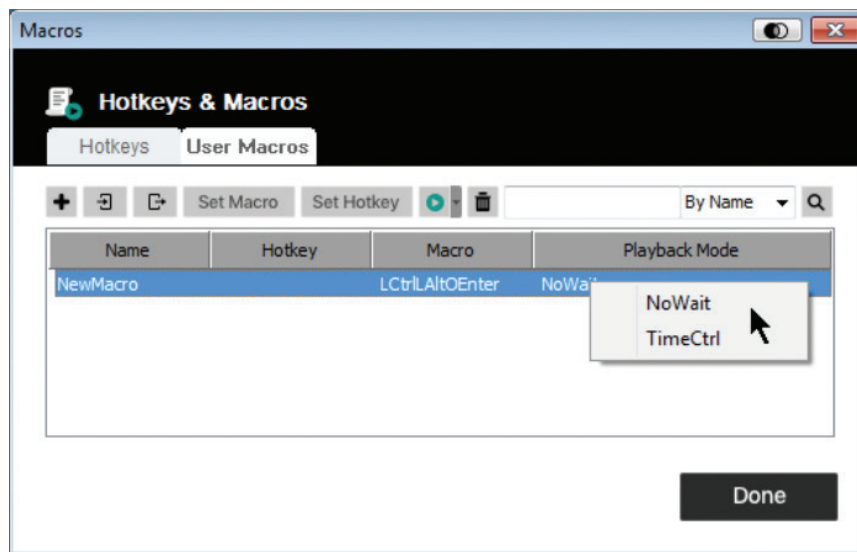 Macros
Hotkeys & Macros
Hotkeys User Macros
Set Macro Set Hotkey By Name
Name Hotkey Macro Playback Mode
NewMacro LCtrlLAltOEnter NoWait
NoWait
TimeCtrl
Done